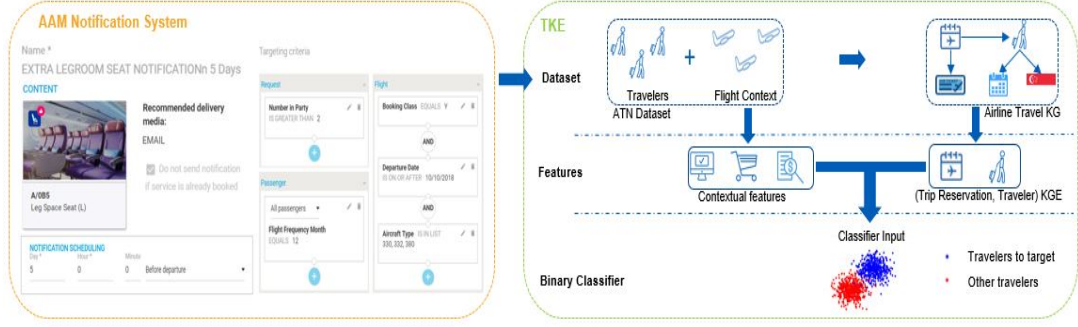 AAM Notification System
Name *
EXTRA LEGROOM SEAT NOTIFICATIONn 5 Days
CONTENT
Recommended delivery
media:
EMAIL
Do not send notification
if service is already booked
A/0B5
Leg Space Seat (L)
NOTIFICATION SCHEDULING
Day * Hour * Minute
5 0 0 Before departure
Targeting criteria
Request
Number in Party
IS GREATER THAN 2
Passenger
All passengers
Flight Frequency Month
EQUALS 12
Flight
Booking Class EQUALS Y
AND
Departure Date
IS ON OR AFTER 10/10/2018
AND
Aircraft Type IS IN LIST
330, 332, 380
TKE
Dataset
+
Travelers
ATN Dataset
Flight Context
Airline Travel KG
Features
Contextual features
(Trip Reservation, Traveler) KGE
Classifier Input
Binary Classifier
Travelers to target
Other travelers